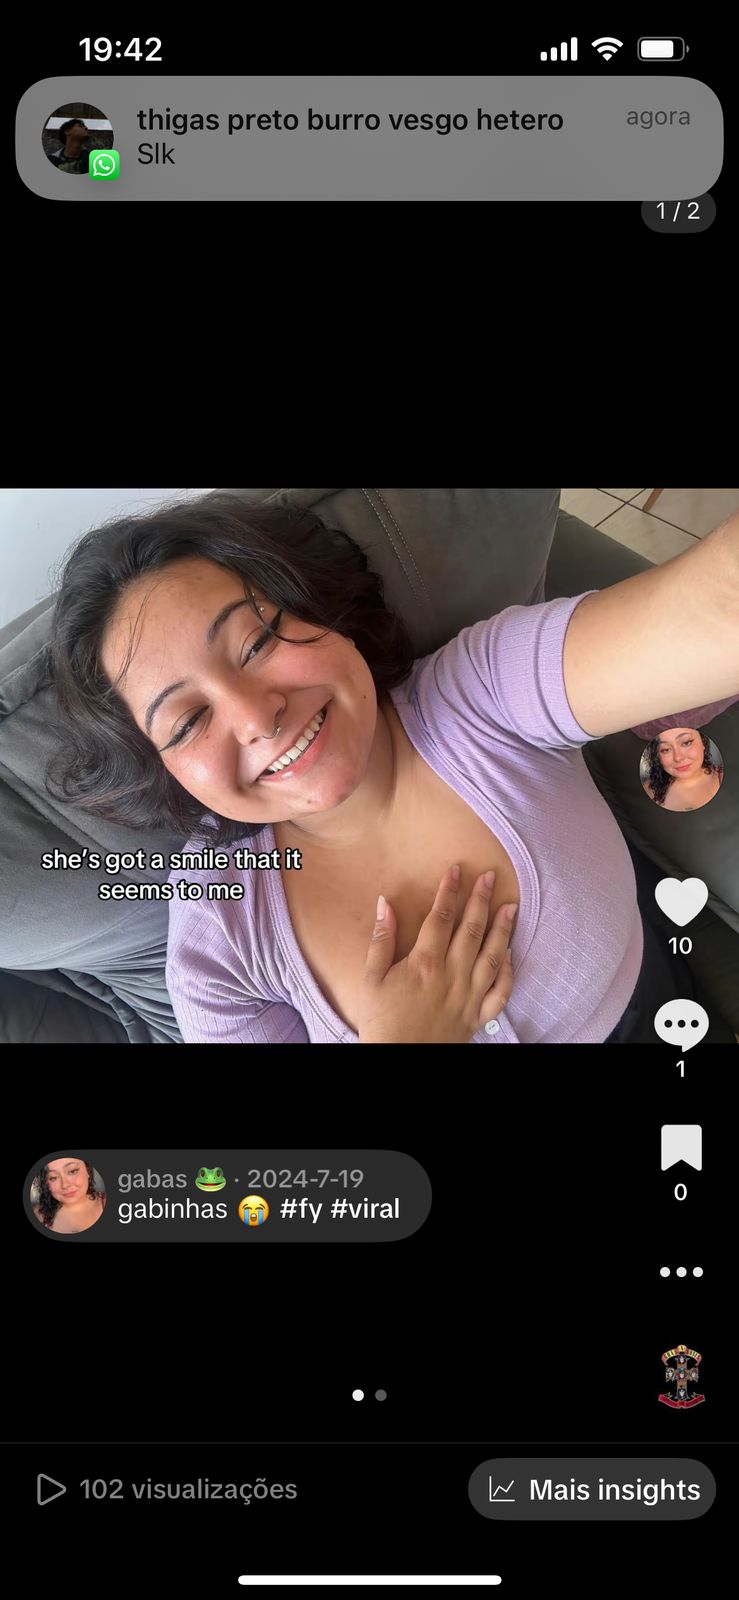 19:42
thigas preto burro vesgo hetero
agora
Slk
1 / 2
she's got a smile that it
seems to me
10
1
0
gabas 🐸 · 2024-7-19
gabinhas 😭 #fy #viral
102 visualizações
Mais insights